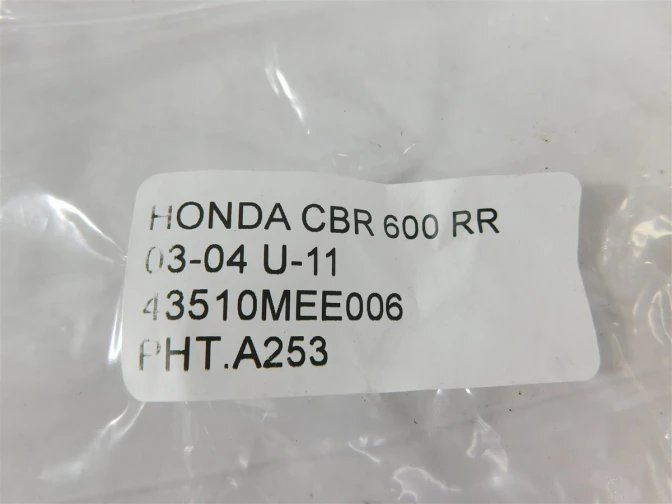 HONDA CBR 600 RR
03-04 U-11
43510MEE006
PHT.A253